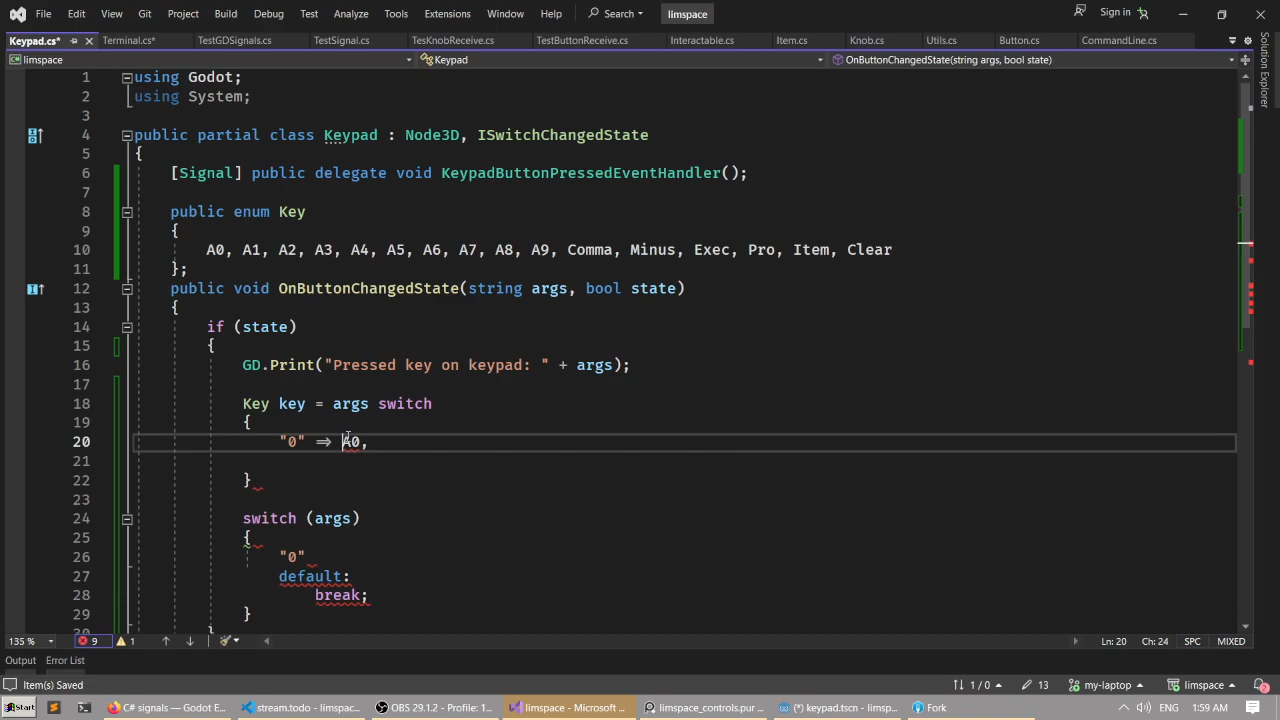 File Edit View Git Project Build Debug Test Analyze Tools Extensions Window Help Search limspace Sign in
Keypad.cs* Terminal.cs* TestGDSignals.cs TestSignal.cs TesKnobReceive.cs TestButtonReceive.cs Interactable.cs Item.cs Knob.cs Utils.cs Button.cs CommandLine.cs
limspace Keypad OnButtonChangedState(string args, bool state)
1 using Godot;
2 using System;
3
4 public partial class Keypad : Node3D, ISwitchChangedState
5 {
6 [Signal] public delegate void KeypadButtonPressedEventHandler();
7
8 public enum Key
9 {
10 A0, A1, A2, A3, A4, A5, A6, A7, A8, A9, Comma, Minus, Exec, Pro, Item, Clear
11 };
12 public void OnButtonChangedState(string args, bool state)
13 {
14 if (state)
15 {
16 GD.Print("Pressed key on keypad: " + args);
17
18 Key key = args switch
19 {
20 "0" => A0,
21
22 }
23
24 switch (args)
25 {
26 "0"
27 default:
28 break;
29 }
30 }
135 % 9 1 Ln: 20 Ch: 24 SPC MIXED
Output Error List
Item(s) Saved 1 / 0 13 my-laptop limspace 2
Start C# signals — Godot E... stream.todo - limspac... OBS 29.1.2 - Profile: 1... limspace - Microsoft ... limspace_controls.pur ... (*) keypad.tscn - limsp... Fork ENG 1:59 AM
Solution Explorer